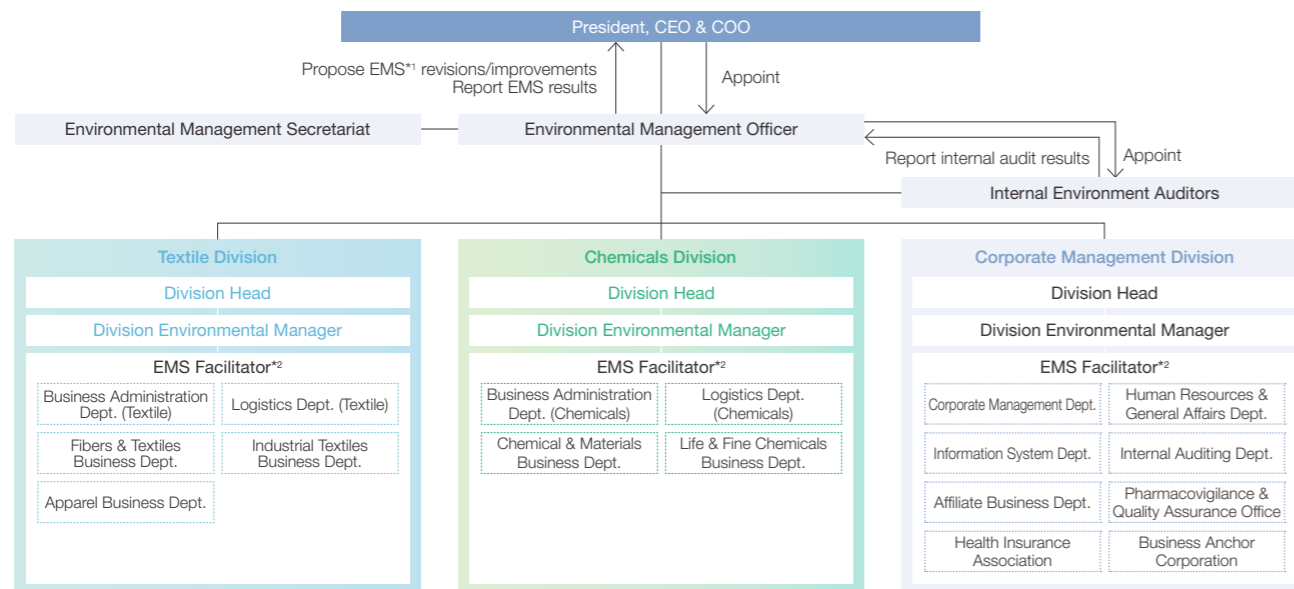 President, CEO & COO
Propose EMS*1 revisions/improvements
Report EMS results
Appoint
Environmental Management Secretariat
Environmental Management Officer
Report internal audit results
Appoint
Internal Environment Auditors
Textile Division
Division Head
Division Environmental Manager
EMS Facilitator*2
Business Administration
Dept. (Textile)
Logistics Dept. (Textile)
Fibers & Textiles
Business Dept.
Industrial Textiles
Business Dept.
Apparel Business Dept.
Chemicals Division
Division Head
Division Environmental Manager
EMS Facilitator*2
Business Administration
Dept. (Chemicals)
Logistics Dept.
(Chemicals)
Chemical & Materials
Business Dept.
Life & Fine Chemicals
Business Dept.
Corporate Management Division
Division Head
Division Environmental Manager
EMS Facilitator*2
Corporate Management Dept.
Human Resources &
General Affairs Dept.
Information System Dept.
Internal Auditing Dept.
Affiliate Business Dept.
Pharmacovigilance &
Quality Assurance Office
Health Insurance
Association
Business Anchor
Corporation